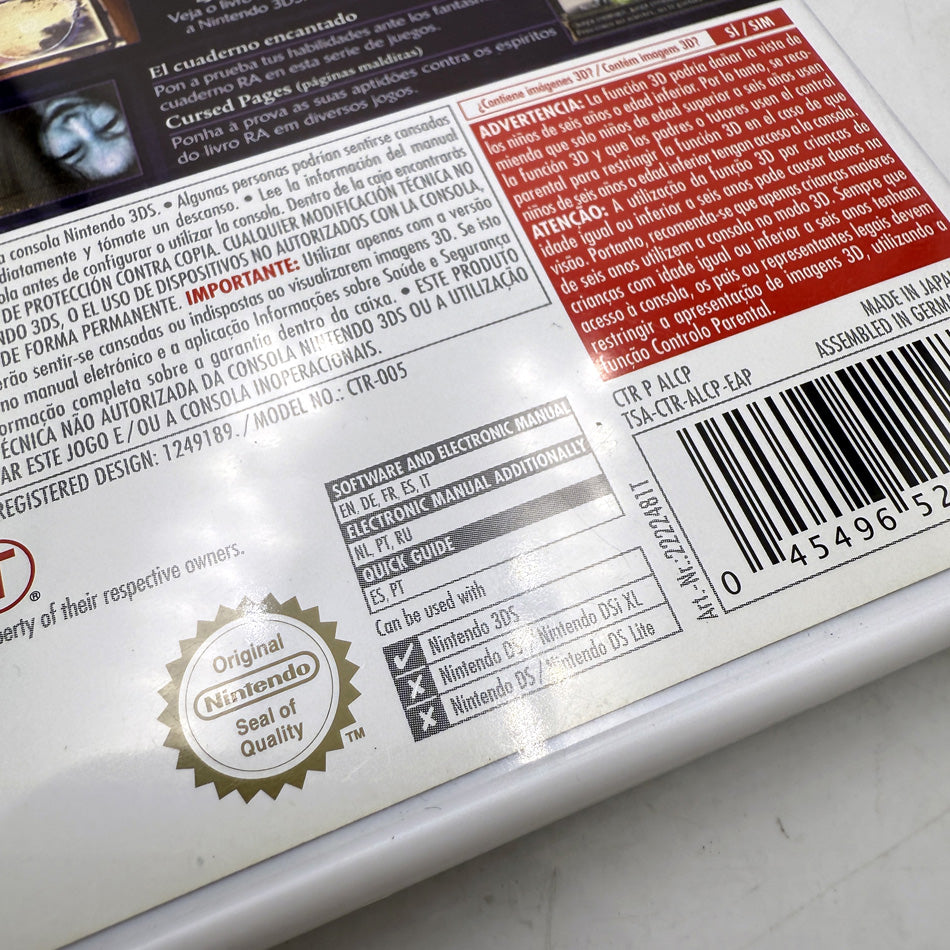 Veja o livro
a Nintendo 3DS
El cuaderno encantado
Pon a prueba tus habilidades ante los fantasmas
cuaderno RA en esta serie de juegos.
Cursed Pages (páginas malditas)
Ponha à prova as suas aptidões contra os espíritos
do livro RA em diversos jogos.
¿Contiene imágenes 3D? / Contém imagens 3D?
SÍ / SIM
ADVERTENCIA: La función 3D podría dañar la vista de
los niños de seis años o edad inferior. Por lo tanto, se reco-
mienda que solo niños de edad superior a seis años usen
la función 3D y que los padres o tutores usen el control
parental para restringir la función 3D en el caso de que
niños de seis años o edad inferior tengan acceso a la consola.
ATENÇÃO: A utilização da função 3D por crianças de
idade igual ou inferior a seis anos pode causar danos na
visão. Portanto, recomenda-se que apenas crianças maiores
de seis anos utilizem a consola no modo 3D. Sempre que
crianças com idade igual ou inferior a seis anos tenham
acesso à consola, os pais ou representantes legais devem
restringir a apresentação de imagens 3D, utilizando a
função Controlo Parental.
a consola Nintendo 3DS. • Algunas personas podrían sentirse cansadas
diatamente y tómate un descanso. • Lee la información del manual
ola antes de configurar o utilizar la consola. Dentro de la caja encontrarás
DE PROTECCIÓN CONTRA COPIA. CUALQUIER MODIFICACIÓN TÉCNICA NO
NDO 3DS, O EL USO DE DISPOSITIVOS NO AUTORIZADOS CON LA CONSOLA,
DE FORMA PERMANENTE. IMPORTANTE: Utilizar apenas com a versão
erão sentir-se cansadas ou indispostas ao visualizarem imagens 3D. Se isto
no manual eletrónico e a aplicação Informações sobre Saúde e Segurança
ormação completa sobre a garantia dentro da caixa. • ESTE PRODUTO
ÉCNICA NÃO AUTORIZADA DA CONSOLA NINTENDO 3DS OU A UTILIZAÇÃO
AR ESTE JOGO E/OU A CONSOLA INOPERACIONAIS.
REGISTERED DESIGN: 1249189. / MODEL NO.: CTR-005
MADE IN JAPA
ASSEMBLED IN GERM
CTR P ALCP
TSA-CTR-ALCP-EAP
SOFTWARE AND ELECTRONIC MANUAL
EN, DE, FR, ES, IT
ELECTRONIC MANUAL ADDITIONALLY
NL, PT, RU
QUICK GUIDE
ES, PT
Can be used with
Nintendo 3DS
Nintendo DSi / Nintendo DSi XL
Nintendo DS / Nintendo DS Lite
Art.-Nr.: 2222481T
0 45496 52
T ®
perty of their respective owners.
Original
Nintendo
Seal of
Quality
TM